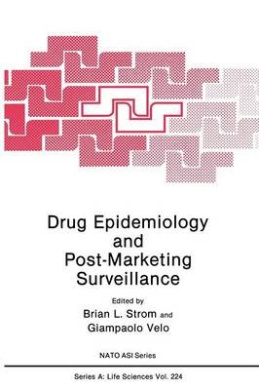 Drug Epidemiology
and
Post-Marketing
Surveillance
Edited by
Brian L. Strom and
Giampaolo Velo
NATO ASI Series
Series A: Life Sciences Vol. 224